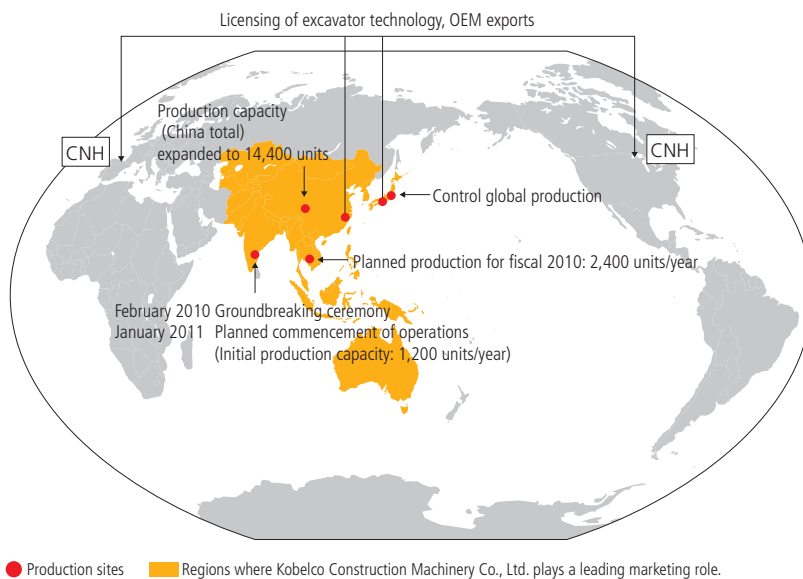 Licensing of excavator technology, OEM exports
Production capacity
(China total)
expanded to 14,400 units
CNH
CNH
Control global production
Planned production for fiscal 2010: 2,400 units/year
February 2010 Groundbreaking ceremony
January 2011 Planned commencement of operations
(Initial production capacity: 1,200 units/year)
Production sites
Regions where Kobelco Construction Machinery Co., Ltd. plays a leading marketing role.